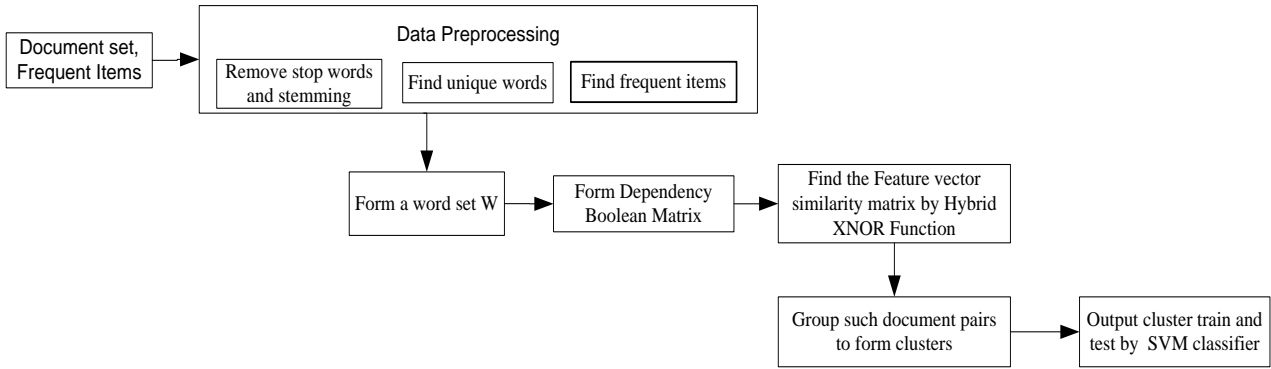 Document set,
Frequent Items
Data Preprocessing
Remove stop words
and stemming
Find unique words
Find frequent items
Form a word set W
Form Dependency
Boolean Matrix
Find the Feature vector
similarity matrix by Hybrid
XNOR Function
Group such document pairs
to form clusters
Output cluster train and
test by SVM classifier